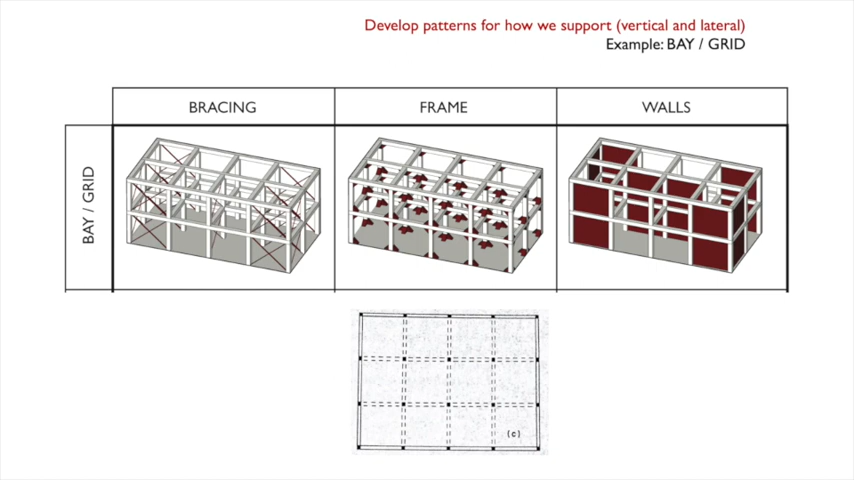 Develop patterns for how we support (vertical and lateral)
Example: BAY / GRID
BRACING
FRAME
WALLS
BAY / GRID
(c)